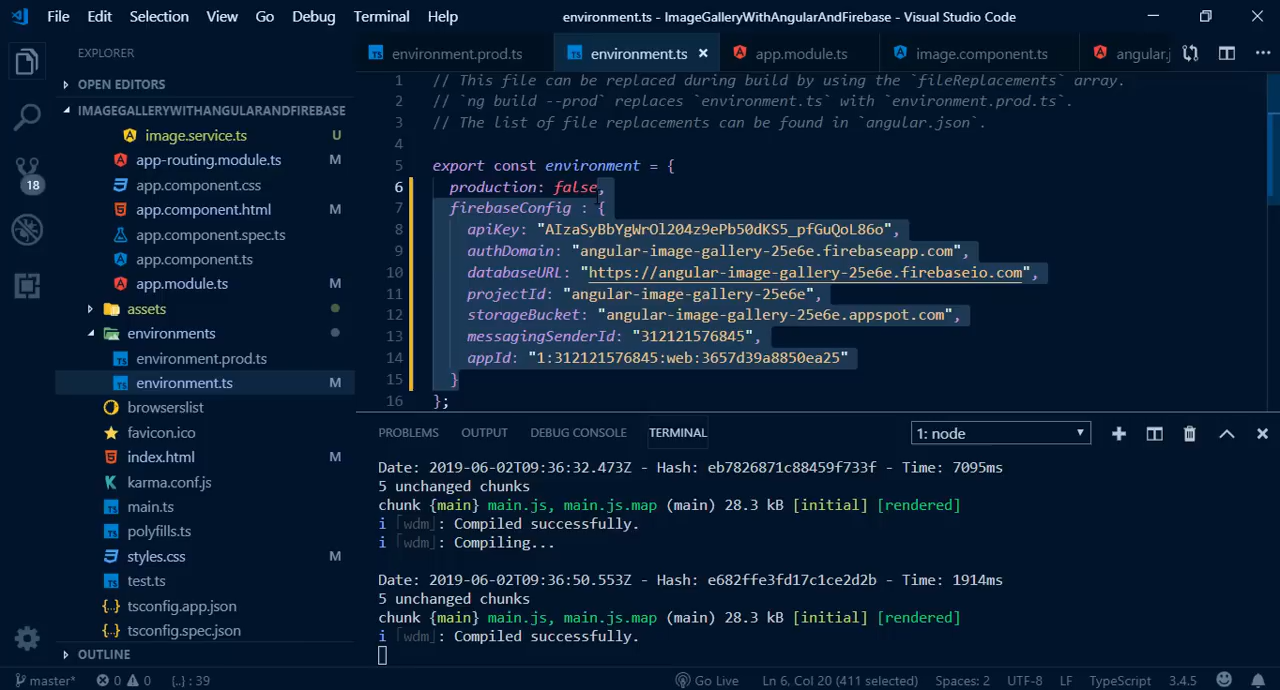 File Edit Selection View Go Debug Terminal Help
environment.ts - ImageGalleryWithAngularAndFirebase - Visual Studio Code
EXPLORER
OPEN EDITORS
IMAGEGALLERYWITHANGULARANDFIREBASE
image.service.ts U
app-routing.module.ts M
app.component.css
app.component.html M
app.component.spec.ts
app.component.ts
app.module.ts M
assets
environments
environment.prod.ts
environment.ts M
browserslist
favicon.ico
index.html M
karma.conf.js
main.ts
polyfills.ts
styles.css M
test.ts
tsconfig.app.json
tsconfig.spec.json
OUTLINE
18
environment.prod.ts environment.ts app.module.ts image.component.ts angular.j
1 // This file can be replaced during build by using the `fileReplacements` array.
2 // `ng build --prod` replaces `environment.ts` with `environment.prod.ts`.
3 // The list of file replacements can be found in `angular.json`.
4
5 export const environment = {
6 production: false,
7 firebaseConfig : {
8 apiKey: "AIzaSyBbYgWrOl204z9ePb50dKS5_pfGuQoL86o",
9 authDomain: "angular-image-gallery-25e6e.firebaseapp.com",
10 databaseURL: "https://angular-image-gallery-25e6e.firebaseio.com",
11 projectId: "angular-image-gallery-25e6e",
12 storageBucket: "angular-image-gallery-25e6e.appspot.com",
13 messagingSenderId: "312121576845",
14 appId: "1:312121576845:web:3657d39a8850ea25"
15 }
16 };
PROBLEMS OUTPUT DEBUG CONSOLE TERMINAL 1: node
Date: 2019-06-02T09:36:32.473Z - Hash: eb7826871c88459f733f - Time: 7095ms
5 unchanged chunks
chunk {main} main.js, main.js.map (main) 28.3 kB [initial] [rendered]
i ｢wdm｣: Compiled successfully.
i ｢wdm｣: Compiling...
Date: 2019-06-02T09:36:50.553Z - Hash: e682ffe3fd17c1ce2d2b - Time: 1914ms
5 unchanged chunks
chunk {main} main.js, main.js.map (main) 28.3 kB [initial] [rendered]
i ｢wdm｣: Compiled successfully.
master* 0 0 {..} : 39 Go Live Ln 6, Col 20 (411 selected) Spaces: 2 UTF-8 LF TypeScript 3.4.5